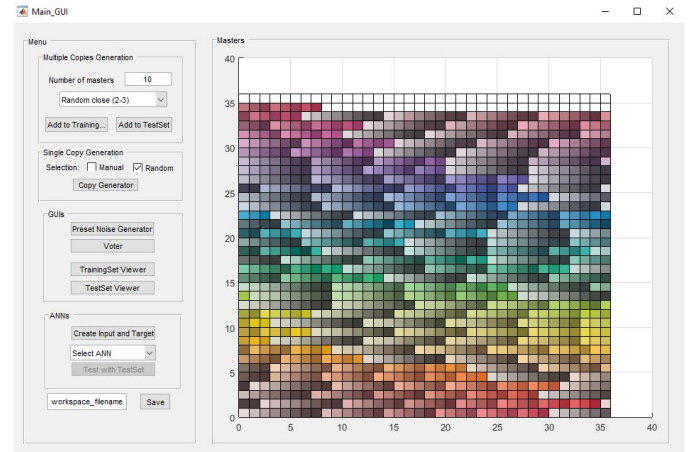 Main_GUI
Menu
Multiple Copies Generation
Number of masters 10
Random close (2-3)
Add to Training... Add to TestSet
Single Copy Generation
Selection: Manual Random
Copy Generator
GUIs
Preset Noise Generator
Voter
TrainingSet Viewer
TestSet Viewer
ANNs
Create Input and Target
Select ANN
Test with TestSet
workspace_filename Save
Masters
40
35
30
25
20
15
10
5
0
0 5 10 15 20 25 30 35 40